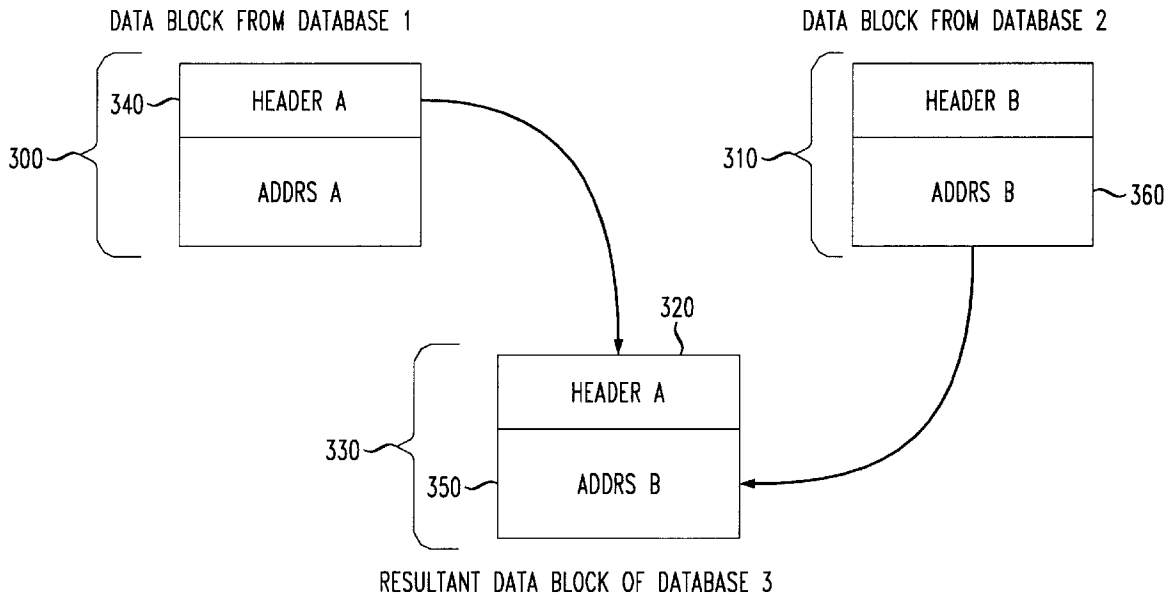 DATA BLOCK FROM DATABASE 1
DATA BLOCK FROM DATABASE 2
340
HEADER A
HEADER B
300
310
ADDRS A
ADDRS B
360
320
HEADER A
330
350
ADDRS B
RESULTANT DATA BLOCK OF DATABASE 3